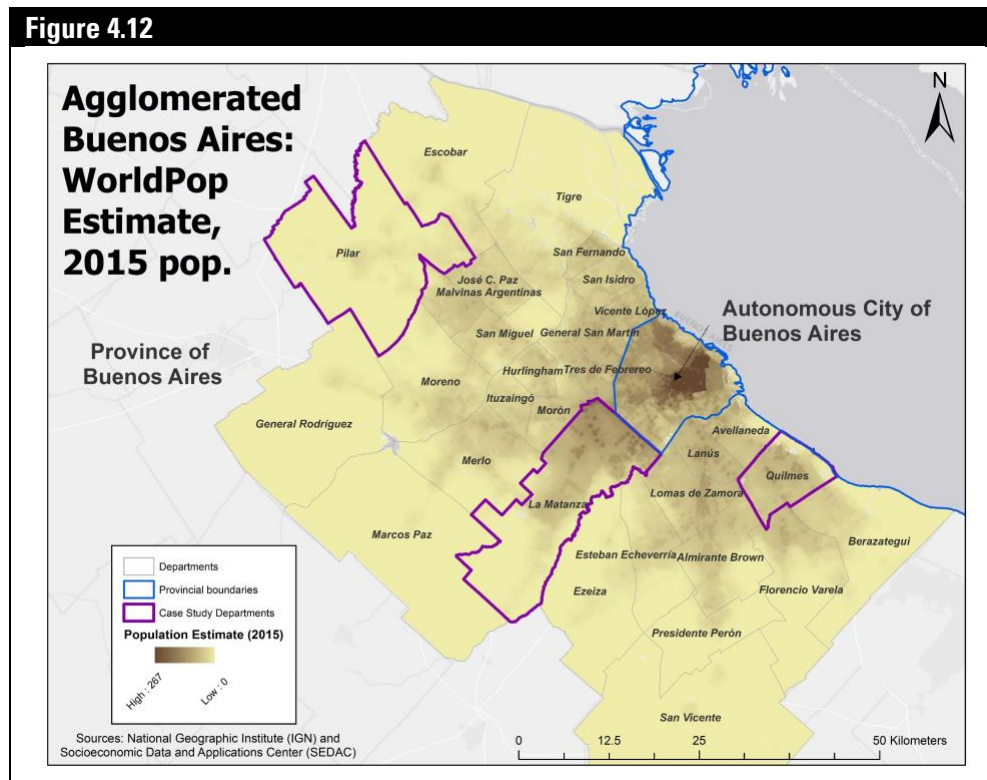 Figure 4.12
Agglomerated
Buenos Aires:
WorldPop
Estimate,
2015 pop.
N
Escobar
Tigre
Pilar
San Fernando
José C. Paz
San Isidro
Malvinas Argentinas
Vicente López
Autonomous City of
Buenos Aires
San Miguel
General San Martín
Province of
Buenos Aires
Hurlingham
Tres de Febrereo
Moreno
Ituzaingó
Morón
General Rodríguez
Avellaneda
Lanús
Merlo
Quilmes
La Matanza
Lomas de Zamora
Marcos Paz
Berazategui
Esteban Echeverría
Almirante Brown
Ezeiza
Florencio Varela
Presidente Perón
San Vicente
Departments
Provincial boundaries
Case Study Departments
Population Estimate (2015)
High : 267
Low : 0
Sources: National Geographic Institute (IGN) and
Socioeconomic Data and Applications Center (SEDAC)
0
12.5
25
50 Kilometers